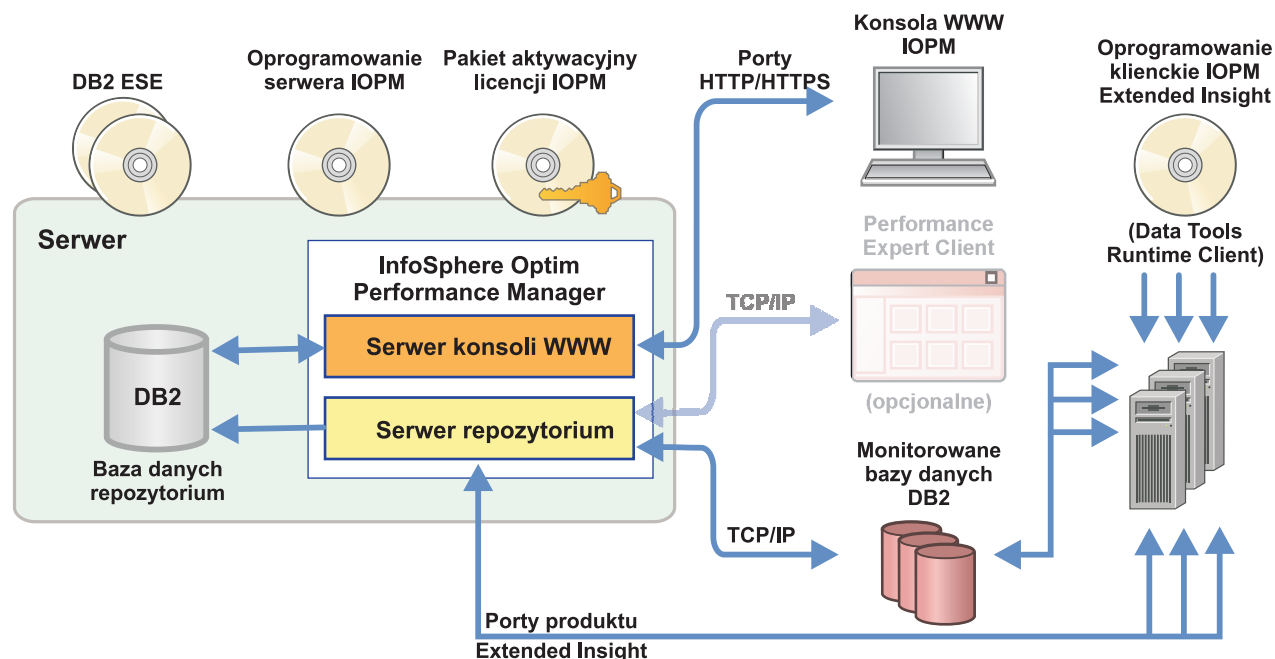 DB2 ESE
Oprogramowanie
serwera IOPM
Pakiet aktywacyjny
licencji IOPM
Porty
HTTP/HTTPS
Konsola WWW
IOPM
Oprogramowanie
klienckie IOPM
Extended Insight
(Data Tools
Runtime Client)
Serwer
InfoSphere Optim
Performance Manager
Serwer konsoli WWW
Serwer repozytorium
DB2
Baza danych
repozytorium
TCP/IP
Performance
Expert Client
(opcjonalne)
Monitorowane
bazy danych
DB2
TCP/IP
Porty produktu
Extended Insight